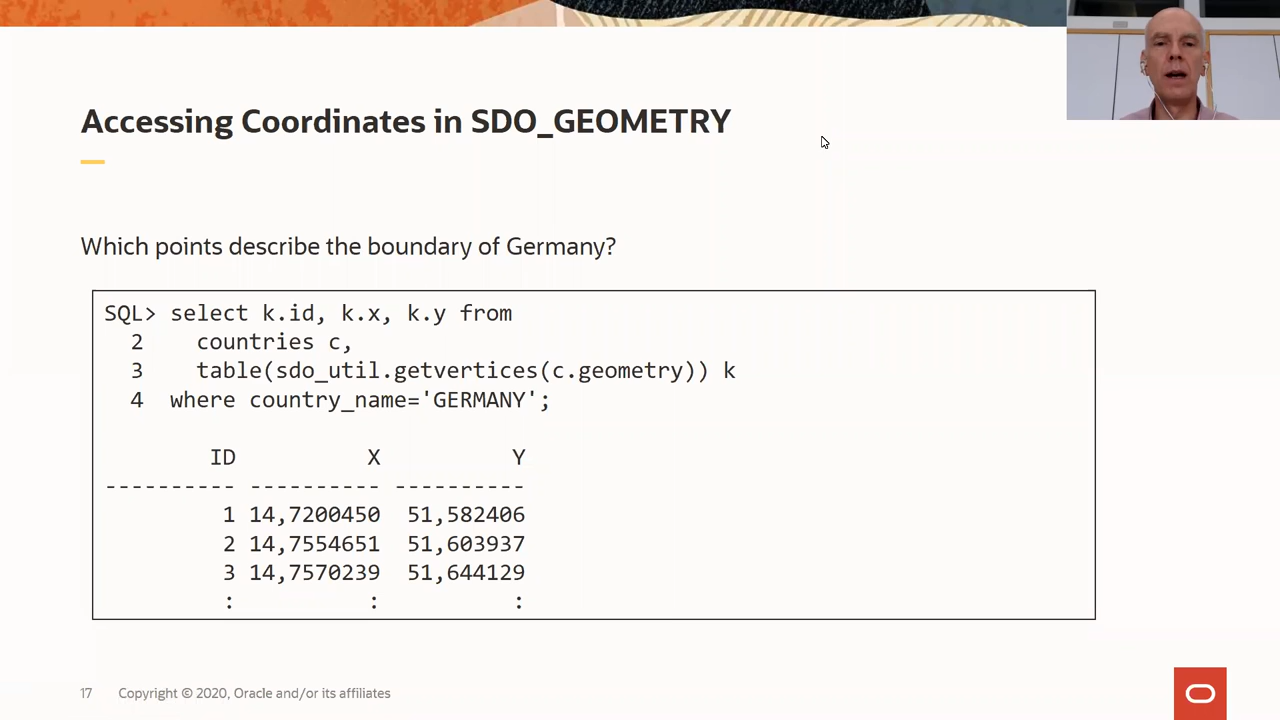 Accessing Coordinates in SDO_GEOMETRY
Which points describe the boundary of Germany?
SQL> select k.id, k.x, k.y from
2 countries c,
3 table(sdo_util.getvertices(c.geometry)) k
4 where country_name='GERMANY';
ID X Y
---------- ---------- ----------
1 14,7200450 51,582406
2 14,7554651 51,603937
3 14,7570239 51,644129
: : :
17 Copyright © 2020, Oracle and/or its affiliates